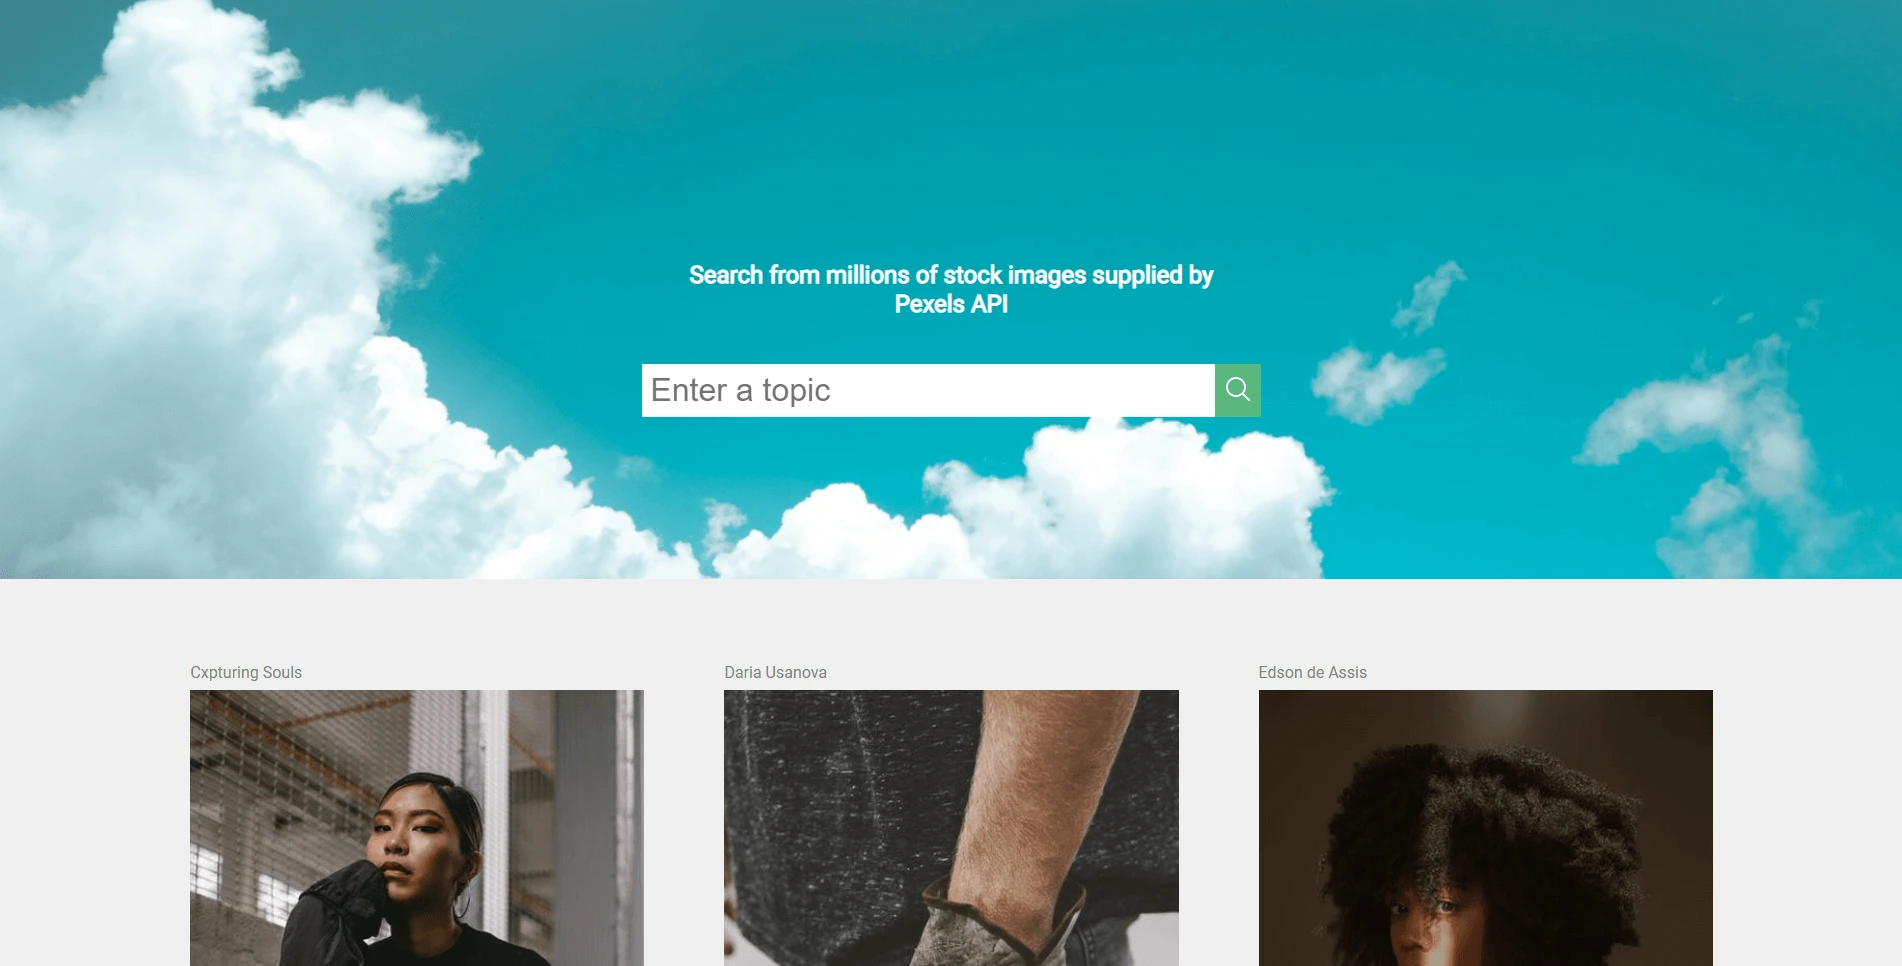 Search from millions of stock images supplied by
Pexels API
Enter a topic
Cxpturing Souls
Daria Usanova
Edson de Assis